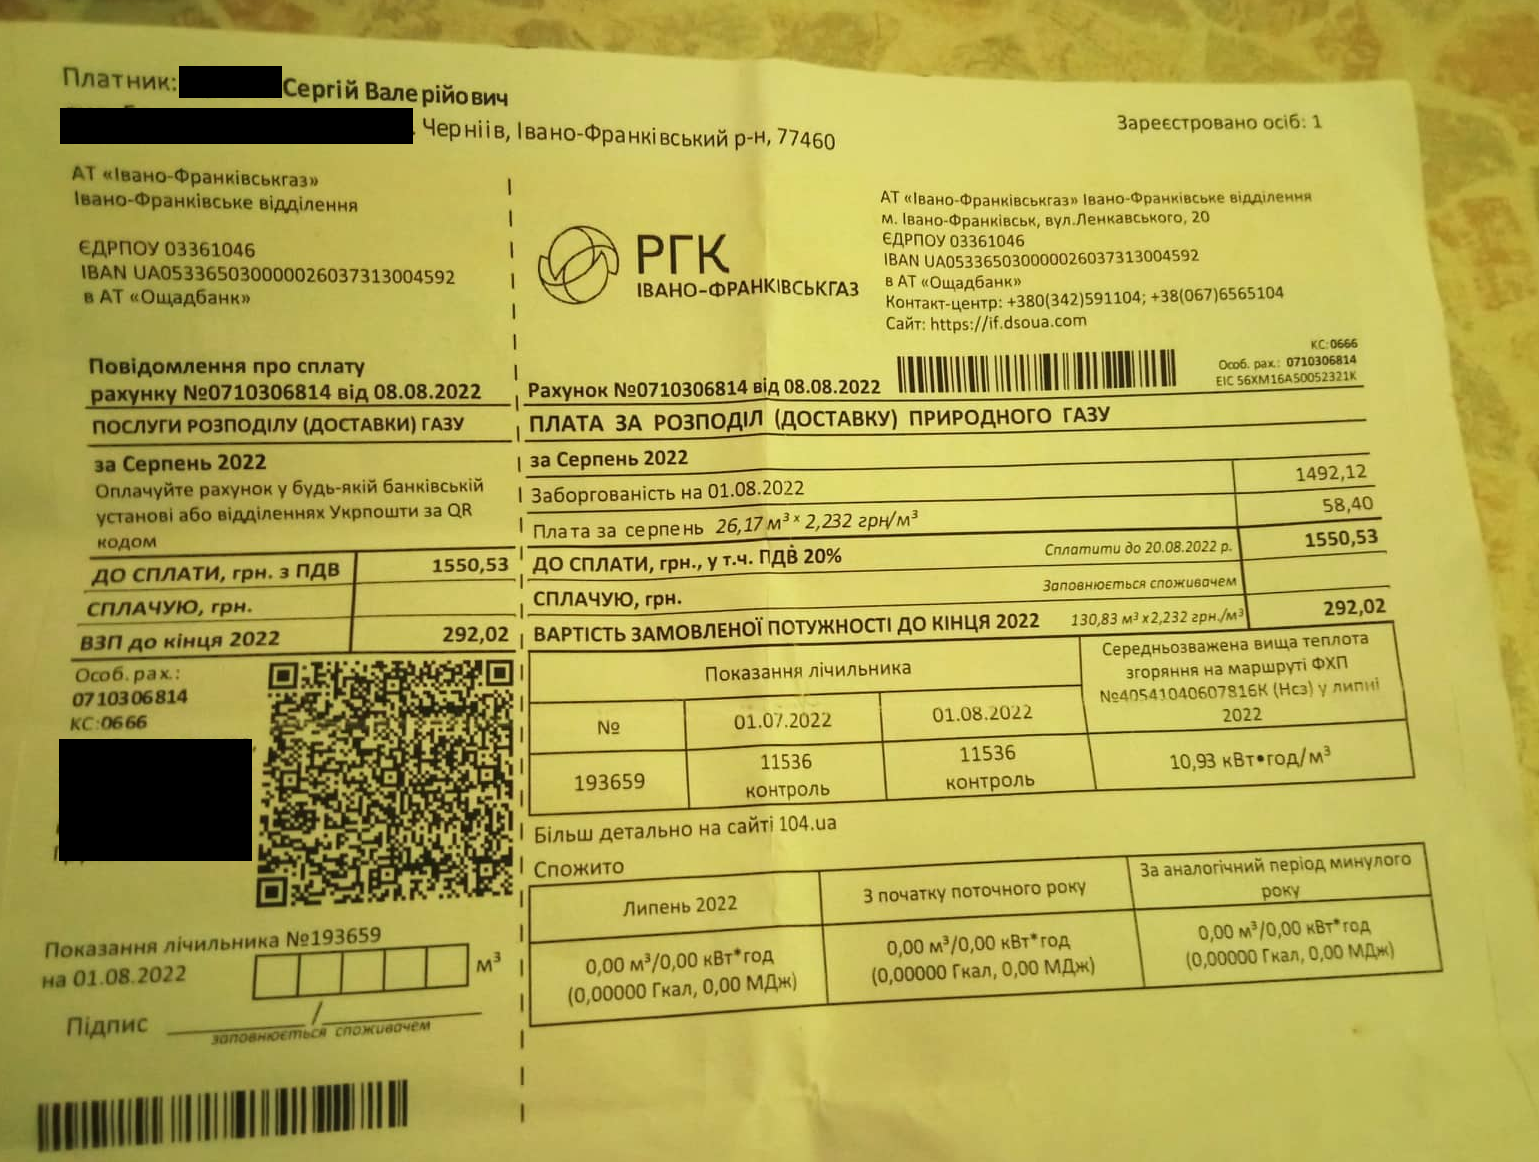 Платник: Сергій Валерійович
Черніїв, Івано-Франківський р-н, 77460
Зареєстровано осіб: 1
АТ «Івано-Франківськгаз»
Івано-Франківське відділення
ЄДРПОУ 03361046
IBAN UA053365030000026037313004592
в АТ «Ощадбанк»
Повідомлення про сплату
рахунку №0710306814 від 08.08.2022
ПОСЛУГИ РОЗПОДІЛУ (ДОСТАВКИ) ГАЗУ
за Серпень 2022
Оплачуйте рахунок у будь-якій банківській
установі або відділеннях Укрпошти за QR
кодом
ДО СПЛАТИ, грн. з ПДВ 1550,53
СПЛАЧУЮ, грн.
ВЗП до кінця 2022 292,02
Особ. рах.:
0710306814
КС:0666
Показання лічильника №193659
на 01.08.2022 м³
Підпис /
заповнюється споживачем
РГК
ІВАНО-ФРАНКІВСЬКГАЗ
АТ «Івано-Франківськгаз» Івано-Франківське відділення
м. Івано-Франківськ, вул.Ленкавського, 20
ЄДРПОУ 03361046
IBAN UA053365030000026037313004592
в АТ «Ощадбанк»
Контакт-центр: +380(342)591104; +38(067)6565104
Сайт: https://if.dsoua.com
КС:0666
Особ. рах.: 0710306814
EIC 56XM16A50052321K
Рахунок №0710306814 від 08.08.2022
ПЛАТА ЗА РОЗПОДІЛ (ДОСТАВКУ) ПРИРОДНОГО ГАЗУ
за Серпень 2022
Заборгованість на 01.08.2022 1492,12
Плата за серпень 26,17 м³ x 2,232 грн/м³ 58,40
ДО СПЛАТИ, грн., у т.ч. ПДВ 20% Сплатити до 20.08.2022 р. 1550,53
СПЛАЧУЮ, грн. Заповнюється споживачем
ВАРТІСТЬ ЗАМОВЛЕНОЇ ПОТУЖНОСТІ ДО КІНЦЯ 2022 130,83 м³ x2,232 грн./м³ 292,02
Показання лічильника
Середньозважена вища теплота
згоряння на маршруті ФХП
№40541040607816К (Нсз) у липні
2022
№ 01.07.2022 01.08.2022
193659 11536 контроль 11536 контроль 10,93 кВт•год/м³
Більш детально на сайті 104.ua
Спожито
Липень 2022 З початку поточного року За аналогічний період минулого року
0,00 м³/0,00 кВт*год 0,00 м³/0,00 кВт*год 0,00 м³/0,00 кВт*год
(0,00000 Гкал, 0,00 МДж) (0,00000 Гкал, 0,00 МДж) (0,00000 Гкал, 0,00 МДж)